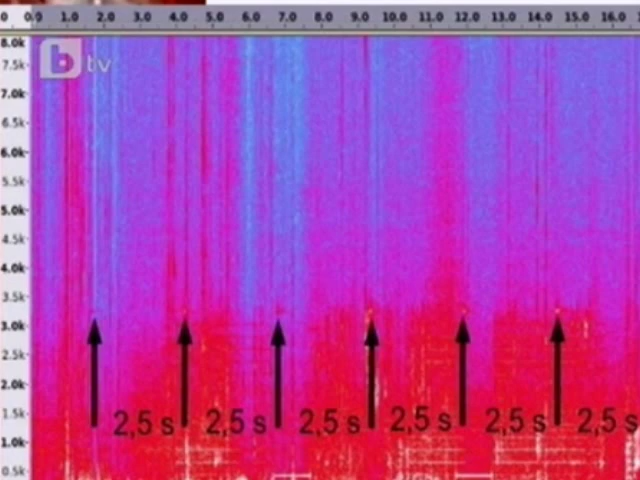 0 0.0 1.0 2.0 3.0 4.0 5.0 6.0 7.0 8.0 9.0 10.0 11.0 12.0 13.0 14.0 15.0 16.0
8.0k
b tv
7.5k
7.0k
6.5k
6.0k
5.5k
5.0k
4.5k
4.0k
3.5k
3.0k
2.5k
2.0k
1.5k
2,5 s 2,5 s 2,5 s 2,5 s 2,5 s 2,5 s
1.0k
0.5k